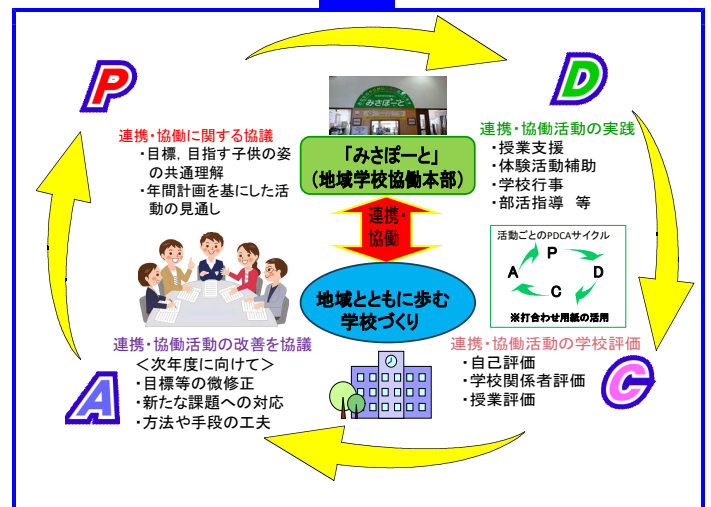 P
連携・協働に関する協議
・目標，目指す子供の姿
の共通理解
・年間計画を基にした活
動の見通し
みさぽーと
「みさぽーと」
（地域学校協働本部）
連携・
協働
地域とともに歩む
学校づくり
D
連携・協働活動の実践
・授業支援
・体験活動補助
・学校行事
・部活指導　等
活動ごとのPDCAサイクル
P
A
D
C
※打合わせ用紙の活用
連携・協働活動の学校評価
・自己評価
・学校関係者評価
・授業評価
C
連携・協働活動の改善を協議
＜次年度に向けて＞
・目標等の微修正
・新たな課題への対応
・方法や手段の工夫
A